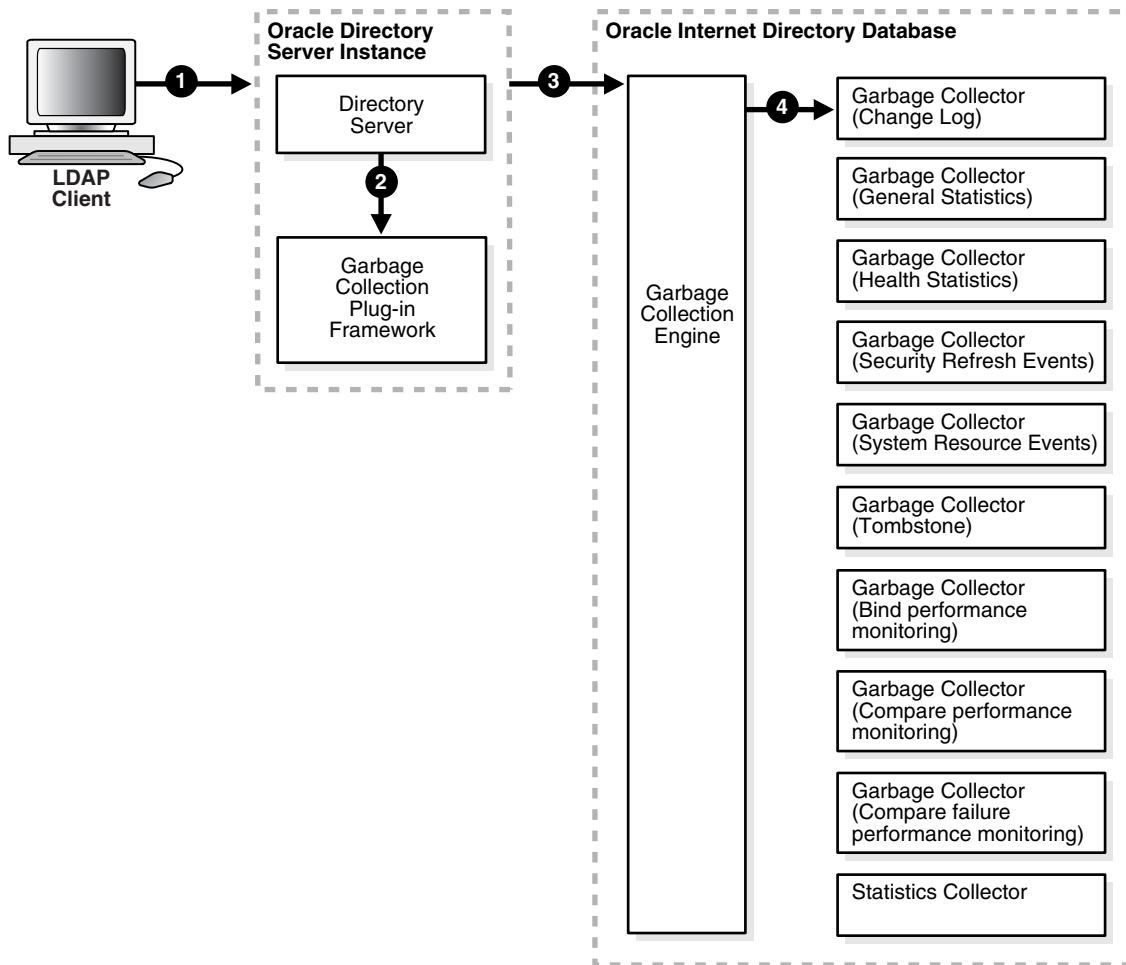 Oracle Directory
Server Instance
Oracle Internet Directory Database
1
3
Directory
Server
4
Garbage Collector
(Change Log)
LDAP
Client
2
Garbage Collector
(General Statistics)
Garbage
Collection
Plug-in
Framework
Garbage
Collection
Engine
Garbage Collector
(Health Statistics)
Garbage Collector
(Security Refresh Events)
Garbage Collector
(System Resource Events)
Garbage Collector
(Tombstone)
Garbage Collector
(Bind performance
monitoring)
Garbage Collector
(Compare performance
monitoring)
Garbage Collector
(Compare failure
performance monitoring)
Statistics Collector